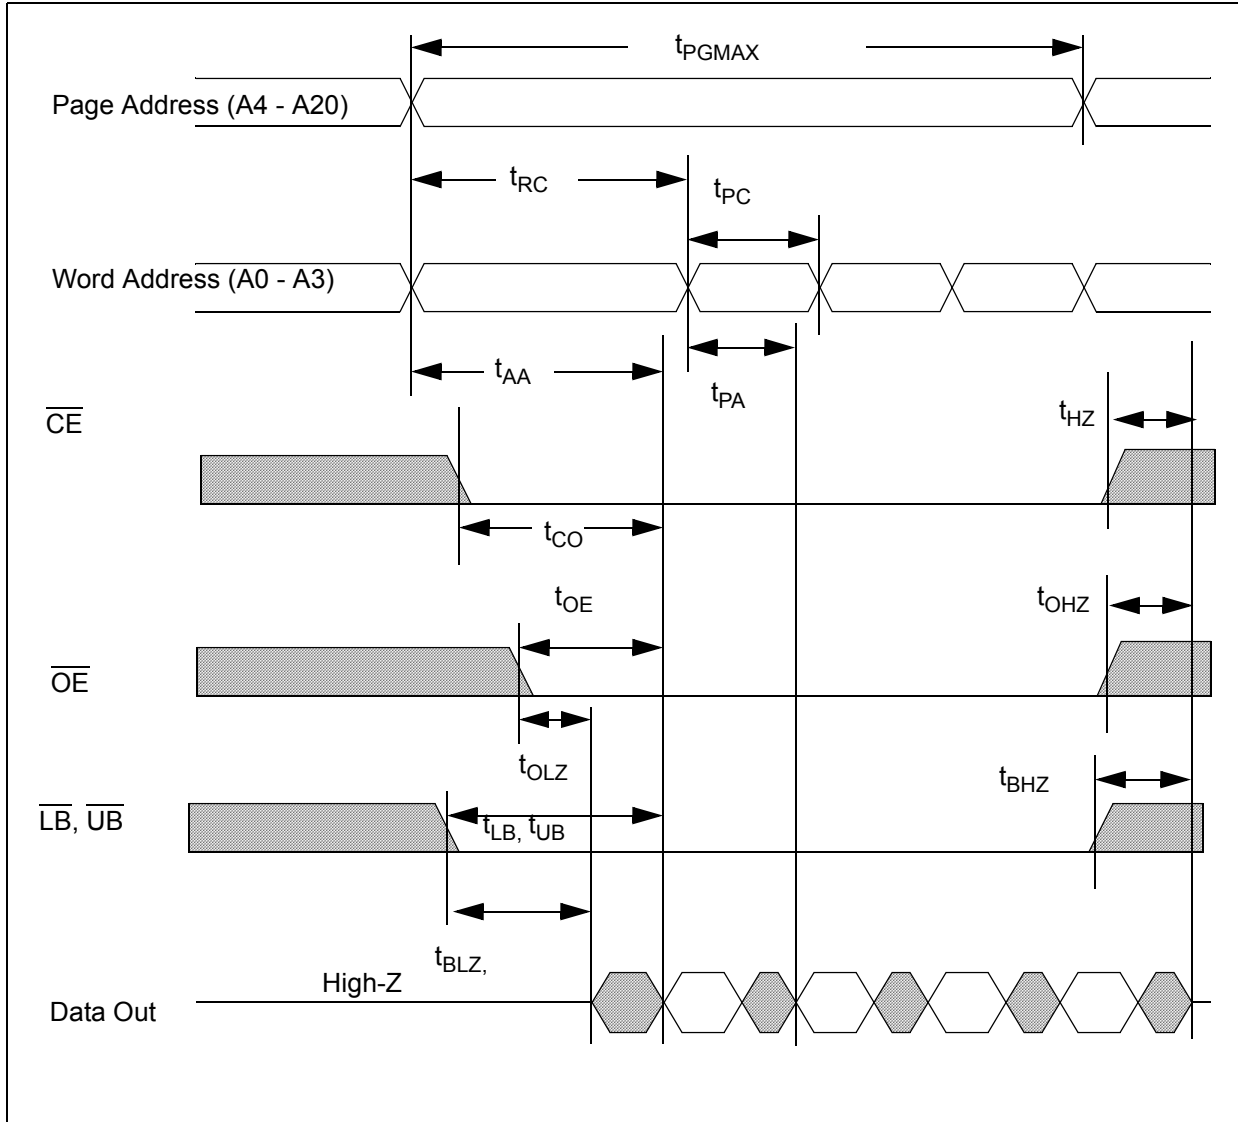 tPGMAX
Page Address (A4 - A20)
tRC
tPC
Word Address (A0 - A3)
tAA
tPA
CE
tHZ
tCO
tOE
tOHZ
OE
tOLZ
tBHZ
LB, UB
tLB, tUB
tBLZ,
High-Z
Data Out